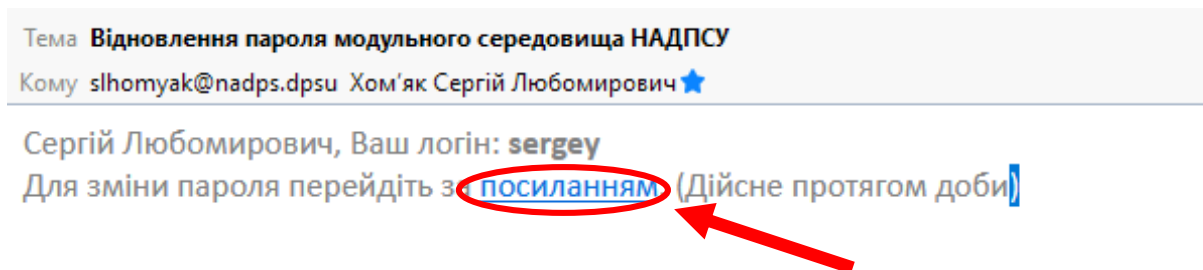 Тема Відновлення пароля модульного середовища НАДПСУ
Кому slhomyak@nadps.dpsu Хом'як Сергій Любомирович
Сергій Любомирович, Ваш логін: sergey
Для зміни пароля перейдіть за посиланням. (Дійсне протягом доби)